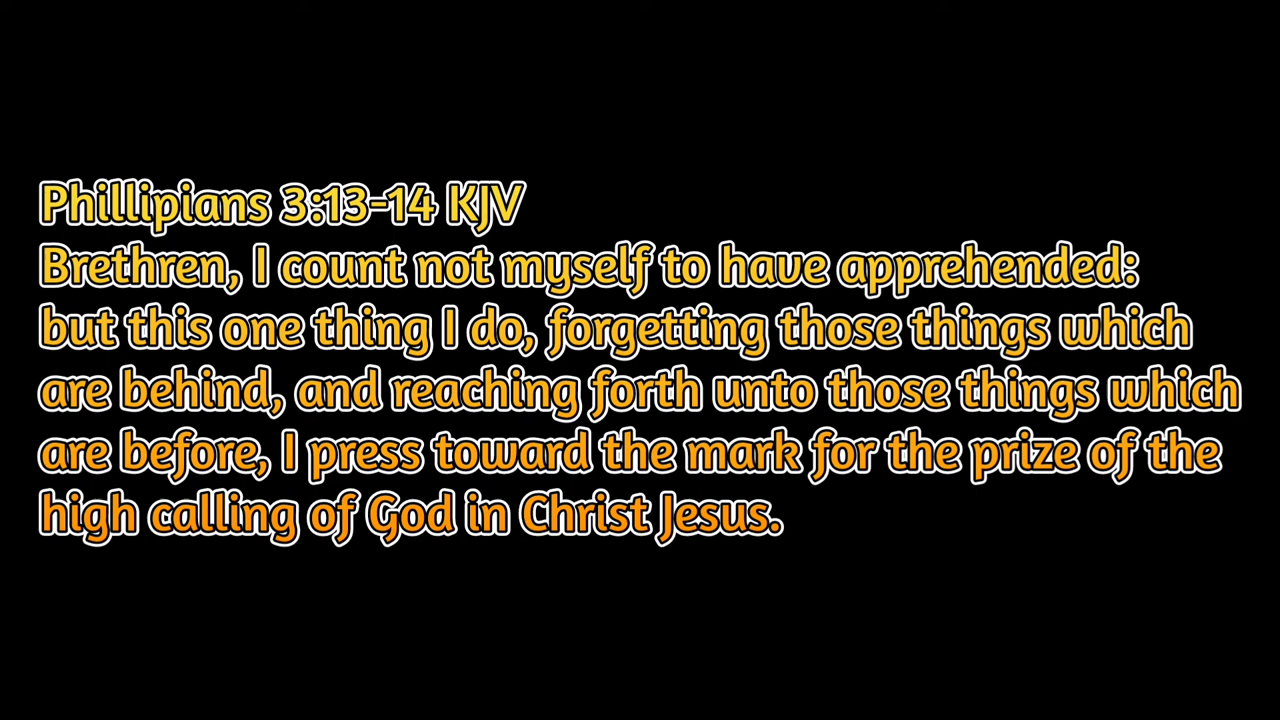 Phillipians 3:13-14 KJV
Brethren, I count not myself to have apprehended:
but this one thing I do, forgetting those things which
are behind, and reaching forth unto those things which
are before, I press toward the mark for the prize of the
high calling of God in Christ Jesus.